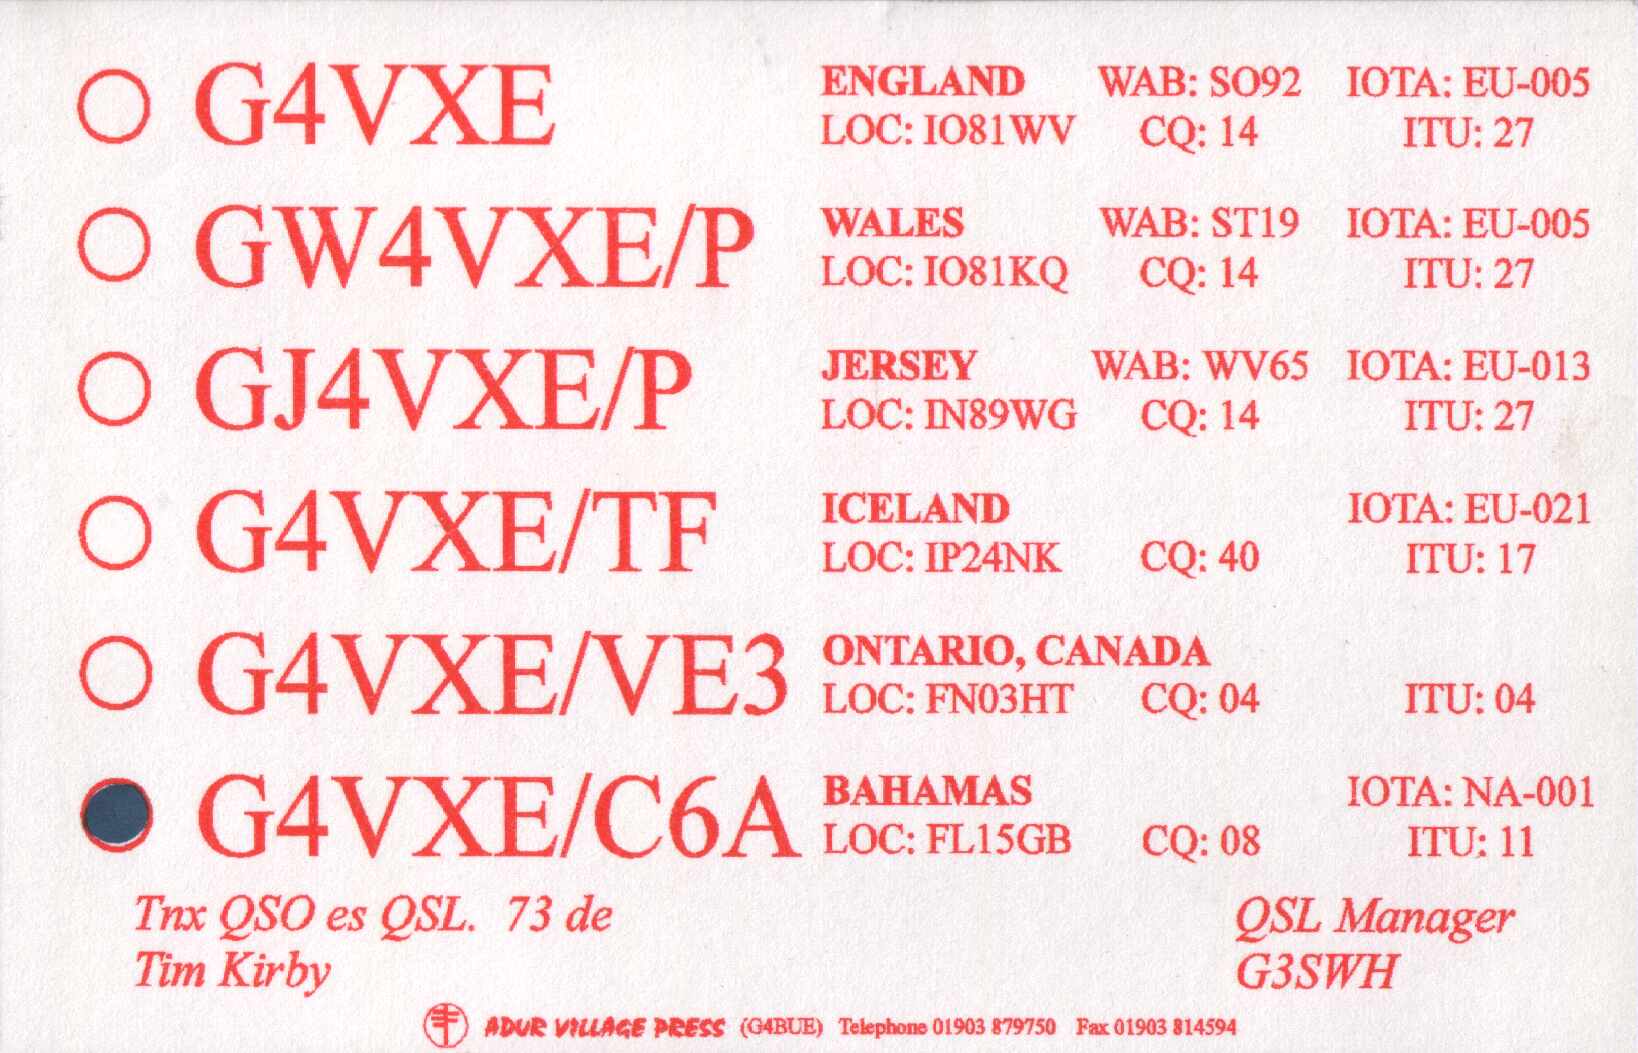 G4VXE ENGLAND WAB: SO92 IOTA: EU-005
LOC: IO81WV CQ: 14 ITU: 27
GW4VXE/P WALES WAB: ST19 IOTA: EU-005
LOC: IO81KQ CQ: 14 ITU: 27
GJ4VXE/P JERSEY WAB: WV65 IOTA: EU-013
LOC: IN89WG CQ: 14 ITU: 27
G4VXE/TF ICELAND IOTA: EU-021
LOC: IP24NK CQ: 40 ITU: 17
G4VXE/VE3 ONTARIO, CANADA
LOC: FN03HT CQ: 04 ITU: 04
G4VXE/C6A BAHAMAS IOTA: NA-001
LOC: FL15GB CQ: 08 ITU: 11
Tnx QSO es QSL. 73 de
Tim Kirby
QSL Manager
G3SWH
ADUR VILLAGE PRESS (G4BUE) Telephone 01903 879750 Fax 01903 814594